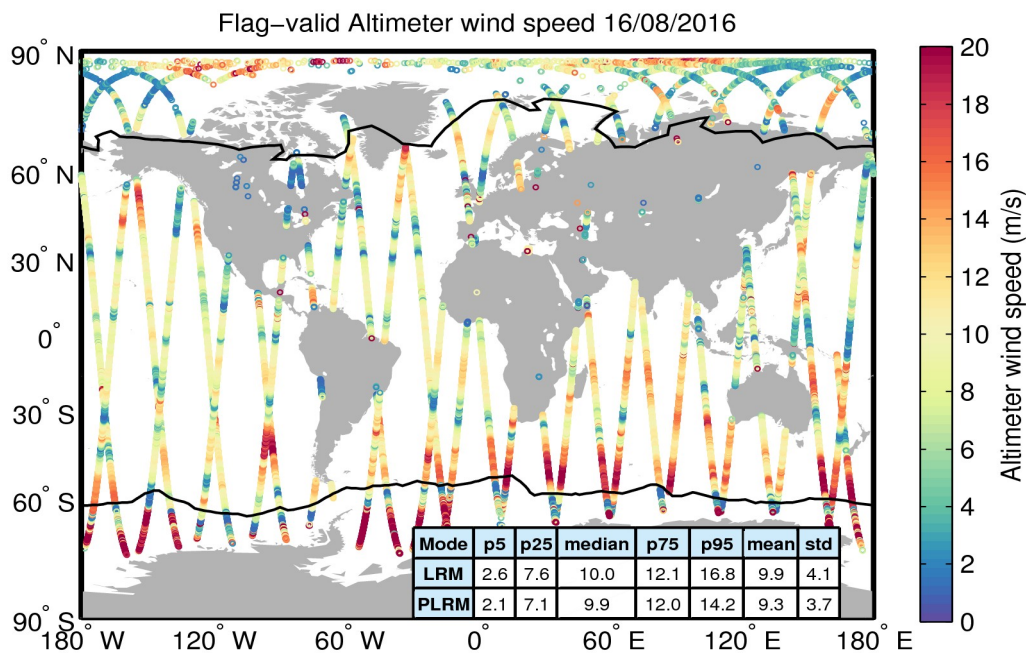 Flag−valid Altimeter wind speed 16/08/2016
90° N
60° N
30° N
0°
30° S
60° S
90° S
180° W
120° W
60° W
0°
60° E
120° E
180° E
Mode p5 p25 median p75 p95 mean std
LRM 2.6 7.6 10.0 12.1 16.8 9.9 4.1
PLRM 2.1 7.1 9.9 12.0 14.2 9.3 3.7
20
18
16
14
12
10
8
6
4
2
0
Altimeter wind speed (m/s)